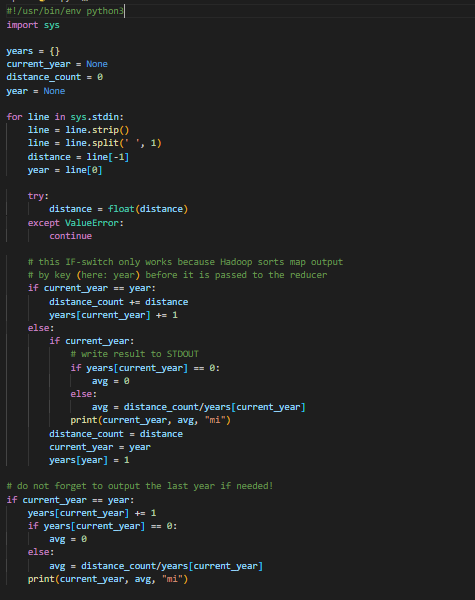 #!/usr/bin/env python3
import sys

years = {}
current_year = None
distance_count = 0
year = None

for line in sys.stdin:
    line = line.strip()
    line = line.split(' ', 1)
    distance = line[-1]
    year = line[0]

    try:
        distance = float(distance)
    except ValueError:
        continue

    # this IF-switch only works because Hadoop sorts map output
    # by key (here: year) before it is passed to the reducer
    if current_year == year:
        distance_count += distance
        years[current_year] += 1
    else:
        if current_year:
            # write result to STDOUT
            if years[current_year] == 0:
                avg = 0
            else:
                avg = distance_count/years[current_year]
            print(current_year, avg, "mi")
        distance_count = distance
        current_year = year
        years[year] = 1

# do not forget to output the last year if needed!
if current_year == year:
    years[current_year] += 1
    if years[current_year] == 0:
        avg = 0
    else:
        avg = distance_count/years[current_year]
    print(current_year, avg, "mi")